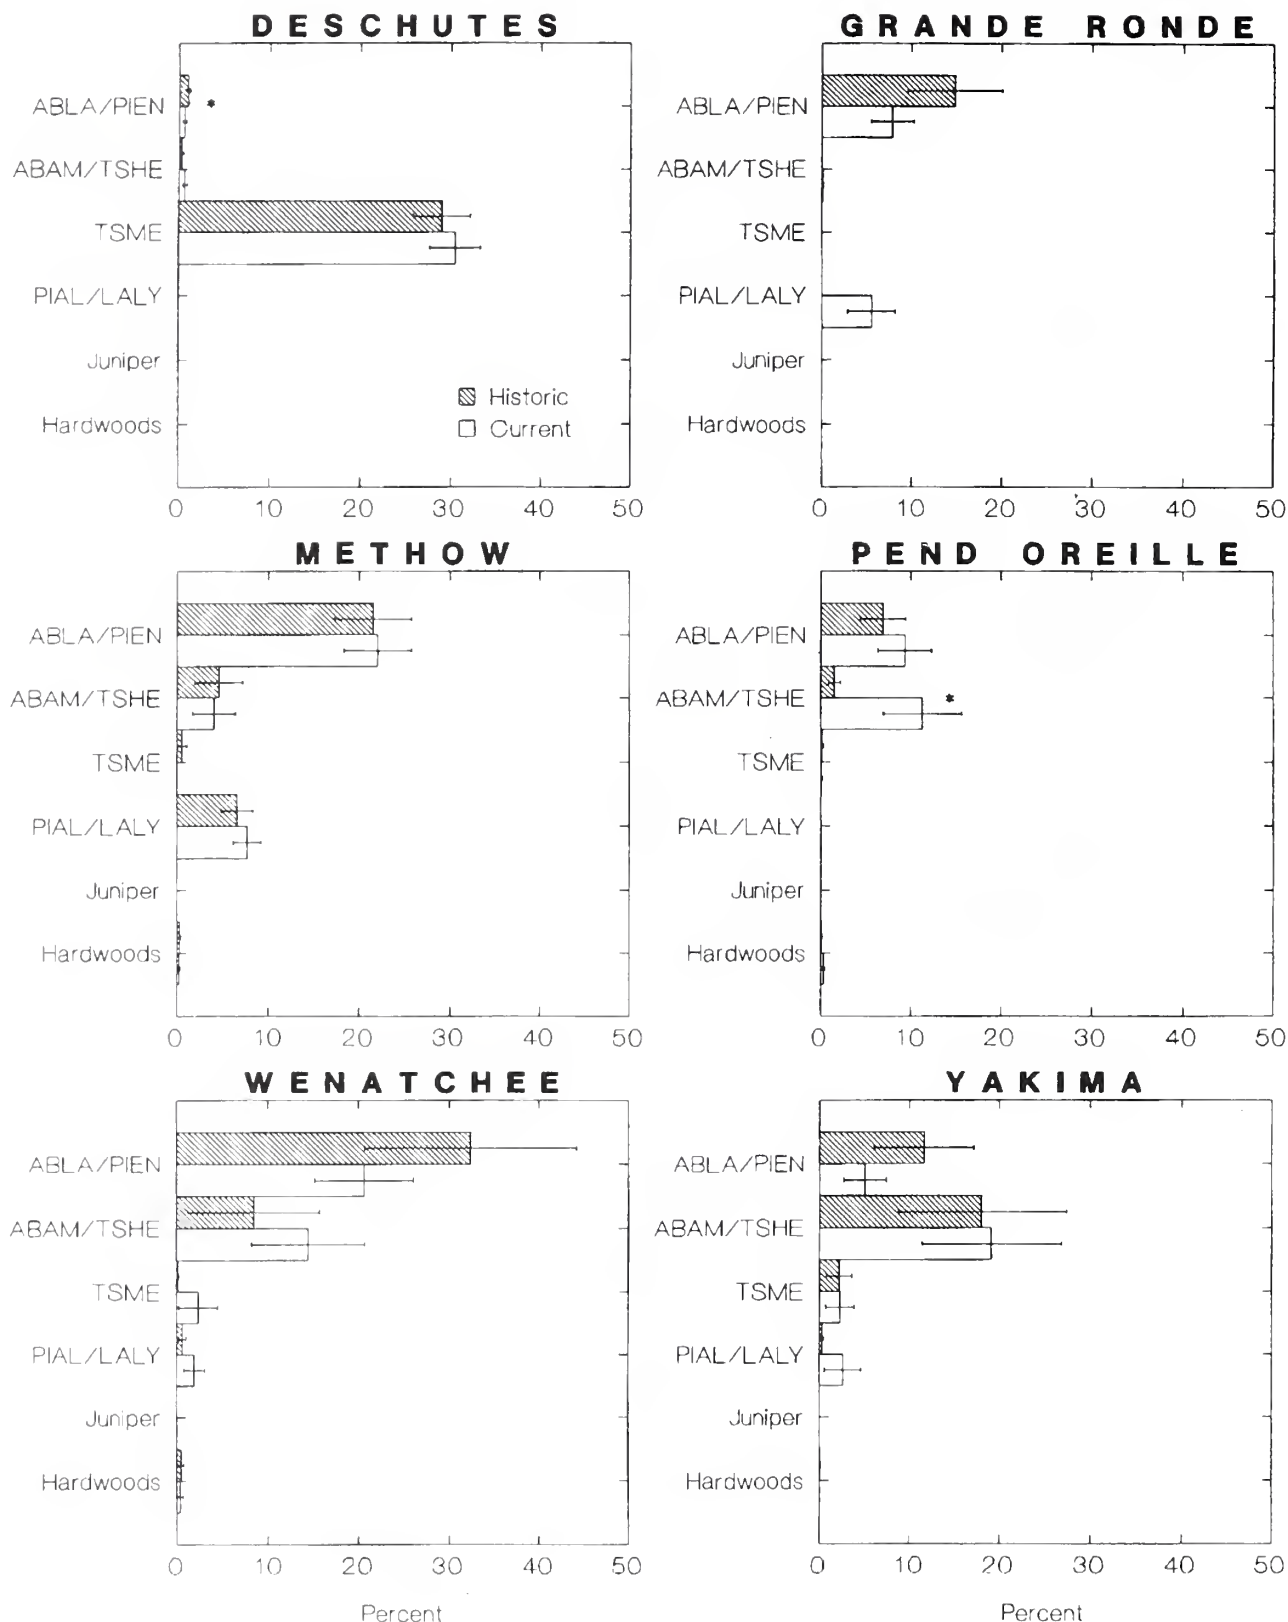 DESCHUTES
ABLA/PIEN
*
ABAM/TSHE
TSME
PIAL/LALY
Juniper
Hardwoods
Historic
Current
0 10 20 30 40 50
GRANDE RONDE
ABLA/PIEN
ABAM/TSHE
TSME
PIAL/LALY
Juniper
Hardwoods
0 10 20 30 40 50
METHOW
ABLA/PIEN
ABAM/TSHE
TSME
PIAL/LALY
Juniper
Hardwoods
0 10 20 30 40 50
PEND OREILLE
ABLA/PIEN
ABAM/TSHE
*
TSME
PIAL/LALY
Juniper
Hardwoods
0 10 20 30 40 50
WENATCHEE
ABLA/PIEN
ABAM/TSHE
TSME
PIAL/LALY
Juniper
Hardwoods
0 10 20 30 40 50
Percent
YAKIMA
ABLA/PIEN
ABAM/TSHE
TSME
PIAL/LALY
Juniper
Hardwoods
0 10 20 30 40 50
Percent